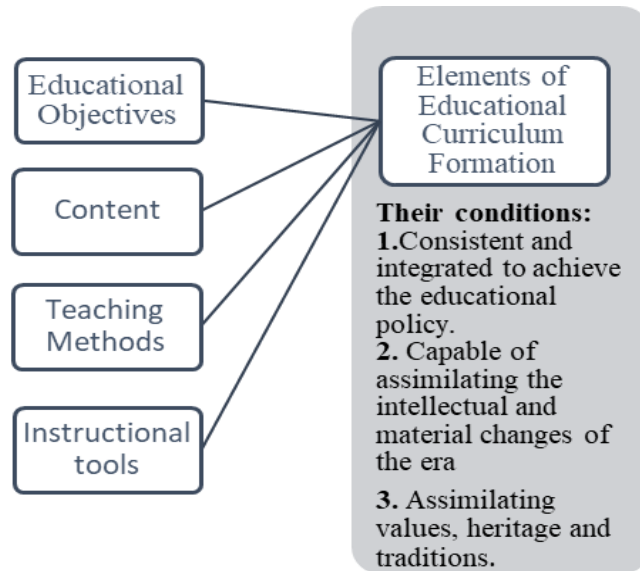 Educational
Objectives
Content
Teaching
Methods
Instructional
tools
Elements of
Educational
Curriculum
Formation
Their conditions:
1.Consistent and
integrated to achieve
the educational
policy.
2. Capable of
assimilating the
intellectual and
material changes of
the era
3. Assimilating
values, heritage and
traditions.